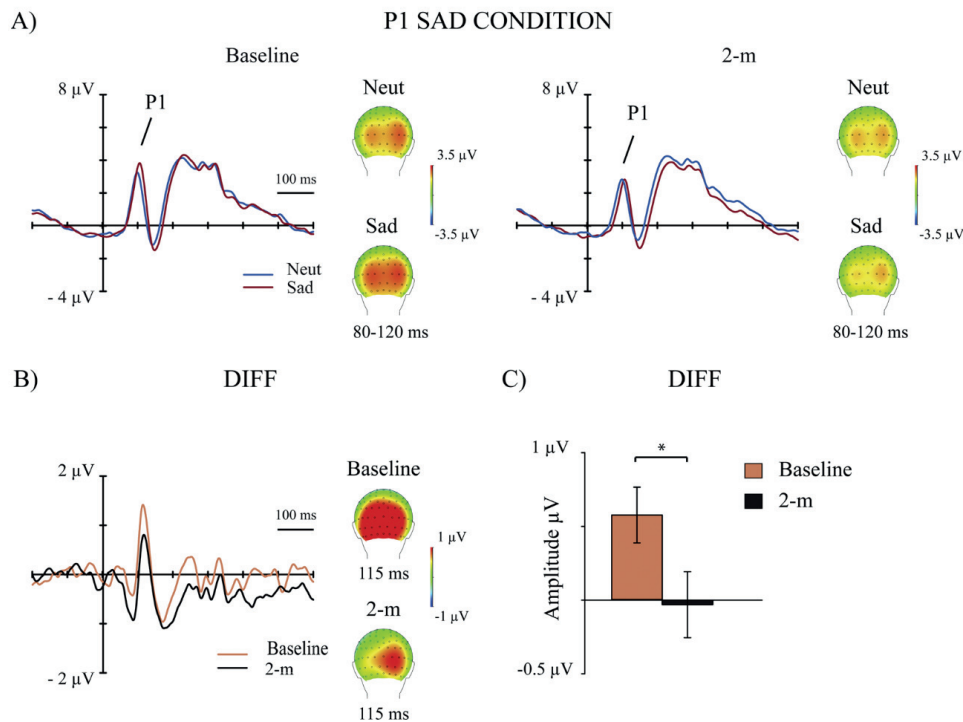 A)
P1 SAD CONDITION
Baseline
2-m
8 µV
P1
Neut
3.5 µV
-3.5 µV
100 ms
Sad
Neut
Sad
- 4 µV
80-120 ms
8 µV
P1
Neut
3.5 µV
-3.5 µV
Sad
- 4 µV
80-120 ms
B)
DIFF
2 µV
Baseline
100 ms
1 µV
-1 µV
115 ms
2-m
Baseline
2-m
- 2 µV
115 ms
C)
DIFF
1 µV
*
Baseline
2-m
Amplitude µV
-0.5 µV